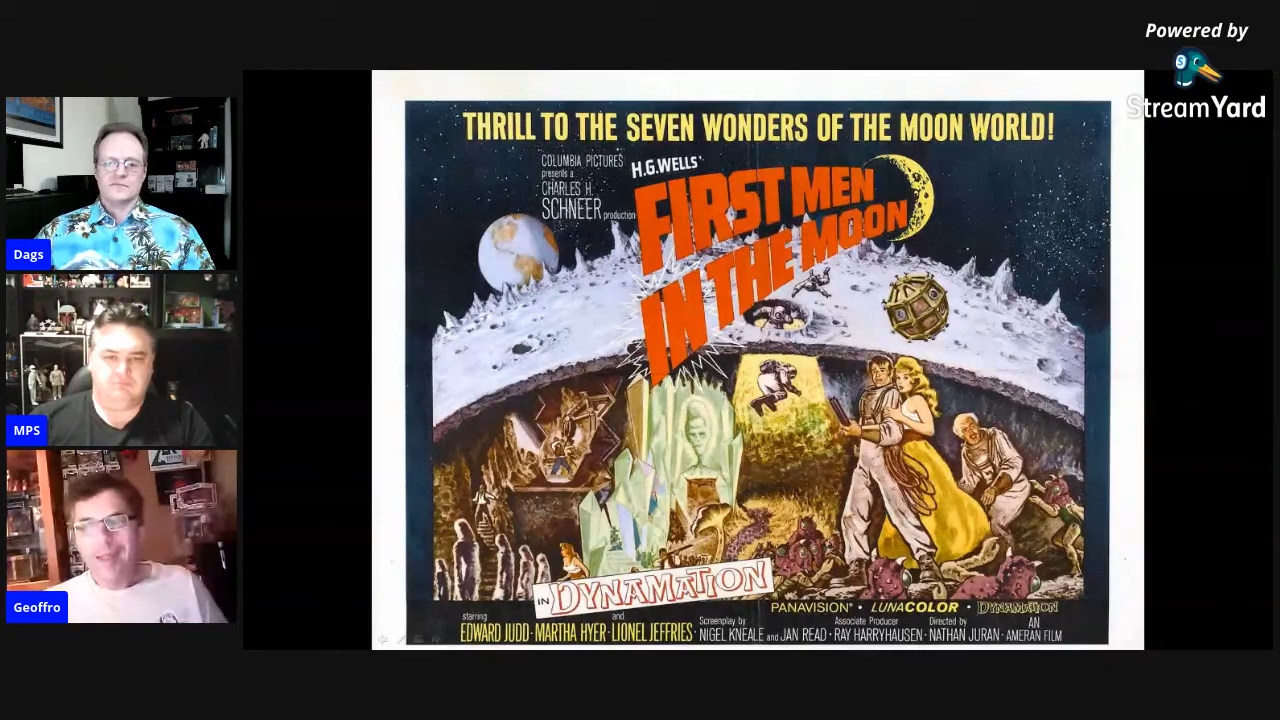 Powered by
StreamYard
Dags
MPS
Geoffro
THRILL TO THE SEVEN WONDERS OF THE MOON WORLD!
COLUMBIA PICTURES
presents a
CHARLES H.
SCHNEER production
H.G. WELLS'
FIRST MEN
IN THE MOON
IN DYNAMATION
PANAVISION® • LUNACOLOR • DYNAMATION
starring
EDWARD JUDD · MARTHA HYER · and LIONEL JEFFRIES
Screenplay by
NIGEL KNEALE and JAN READ
Associate Producer
RAY HARRYHAUSEN
Directed by
NATHAN JURAN
AN
AMERAN FILM